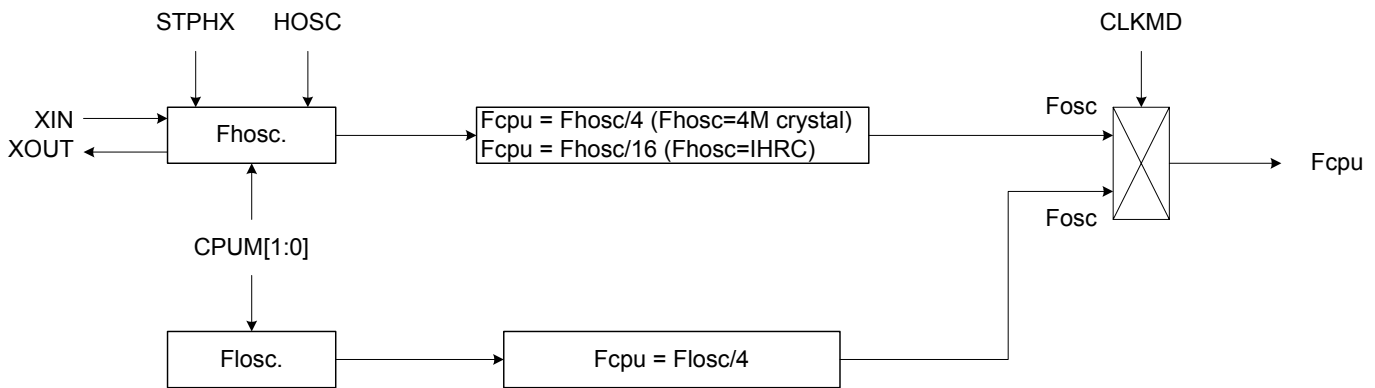 STPHX HOSC CLKMD
XIN
XOUT
Fhosc.
Fcpu = Fhosc/4 (Fhosc=4M crystal)
Fcpu = Fhosc/16 (Fhosc=IHRC)
Fosc
Fcpu
Fosc
CPUM[1:0]
Flosc.
Fcpu = Flosc/4